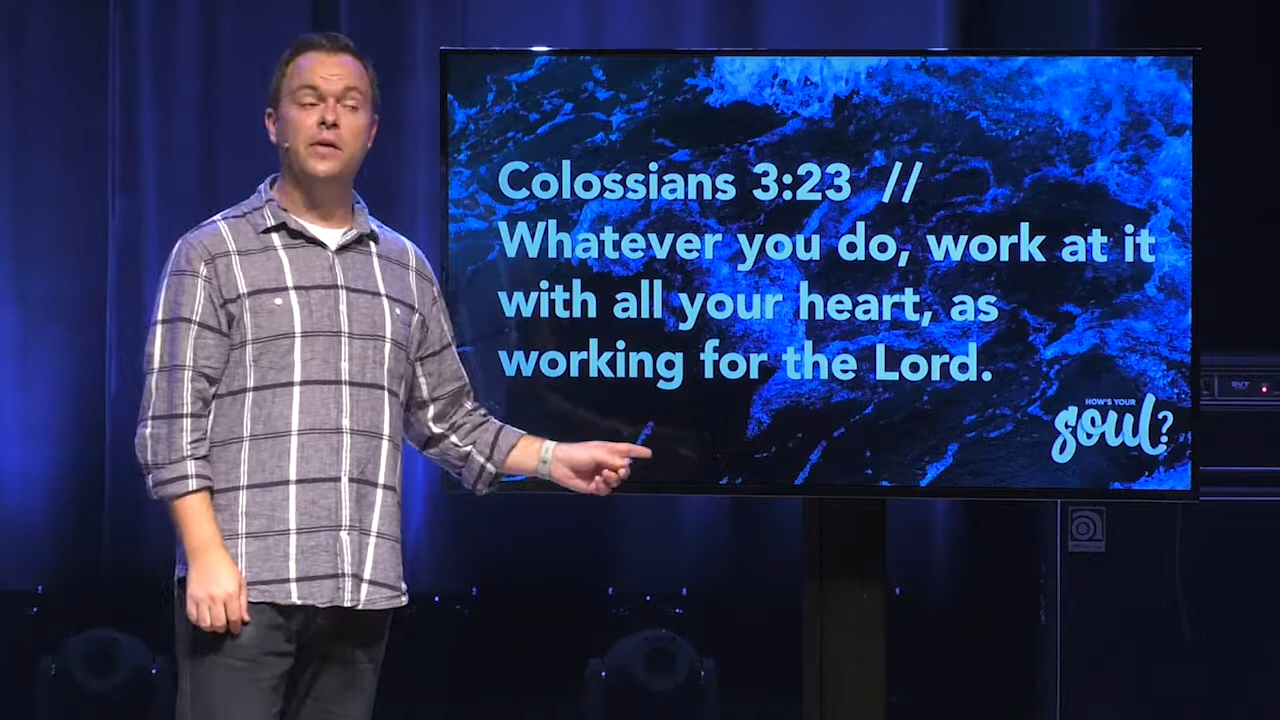 Colossians 3:23 //
Whatever you do, work at it
with all your heart, as
working for the Lord.
HOW'S YOUR
soul?